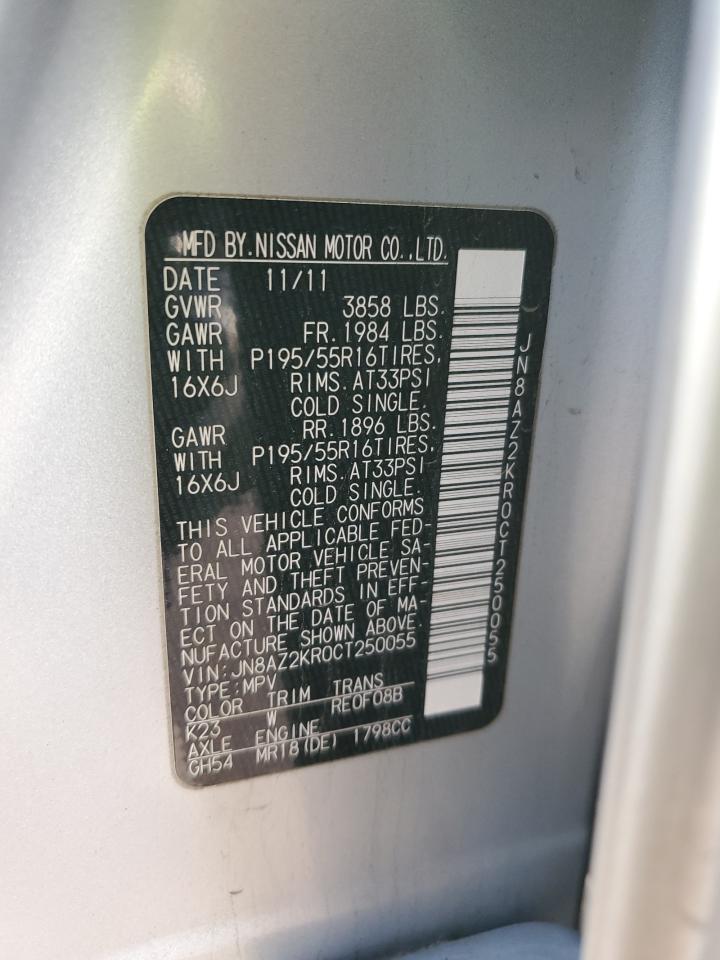 MFD BY. NISSAN MOTOR CO.,LTD.
DATE 11/11
GVWR 3858 LBS.
GAWR FR. 1984 LBS.
WITH P195/55R16TIRES,
16X6J RIMS. AT33PSI
COLD SINGLE.
GAWR RR. 1896 LBS.
WITH P195/55R16TIRES,
16X6J RIMS. AT33PSI
COLD SINGLE.
THIS VEHICLE CONFORMS
TO ALL APPLICABLE FED-
ERAL MOTOR VEHICLE SA-
FETY AND THEFT PREVEN-
TION STANDARDS IN EFF-
ECT ON THE DATE OF MA-
NUFACTURE SHOWN ABOVE.
VIN:JN8AZ2KR0CT250055
TYPE:MPV
COLOR TRIM TRANS
K23 W RE0F08B
AXLE ENGINE
GH54 MR18(DE) 1798CC
JN8AZ2KR0CT250055